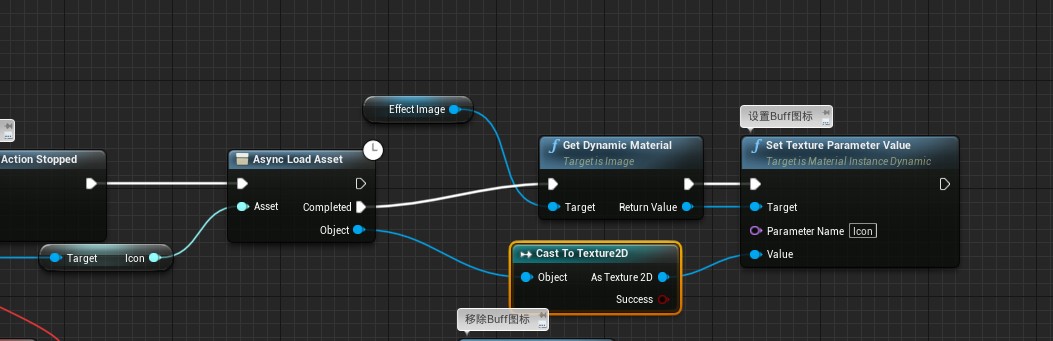 Effect Image
设置Buff图标
Action Stopped
Async Load Asset
Asset
Completed
Object
Target
Icon
Get Dynamic Material
Target is Image
Target
Return Value
Set Texture Parameter Value
Target is Material Instance Dynamic
Target
Parameter Name
Icon
Value
Cast To Texture2D
Object
As Texture 2D
Success
移除Buff图标